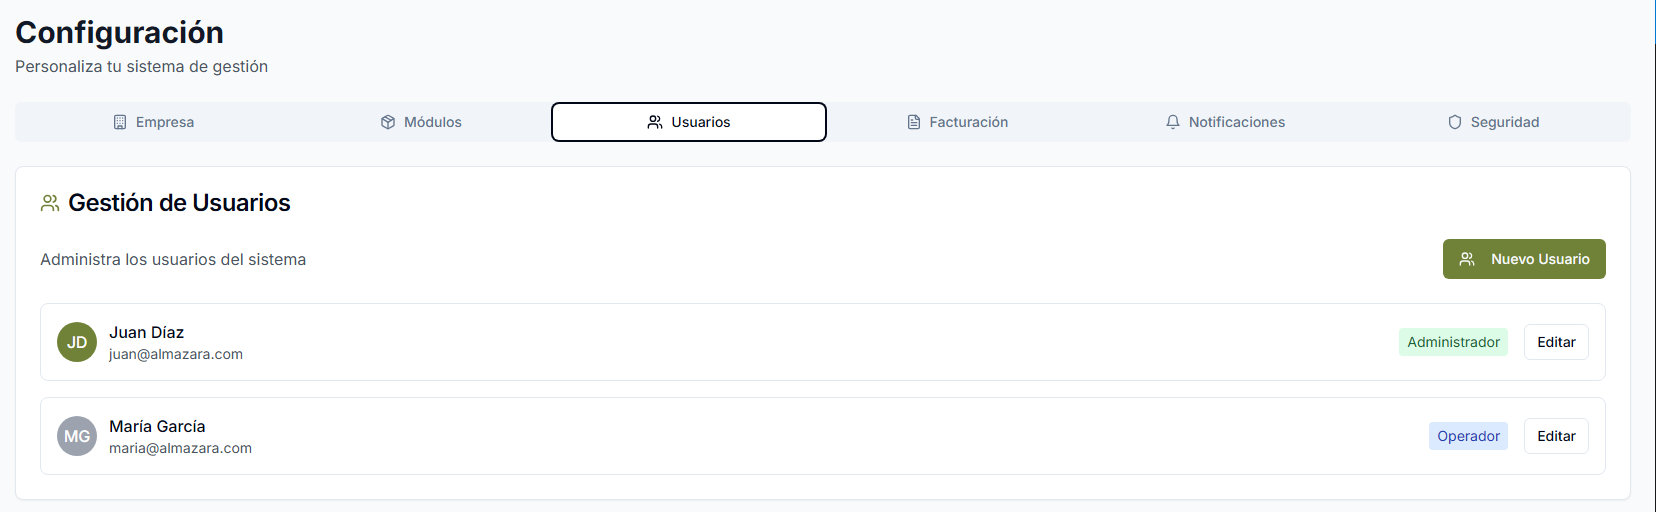 Configuración
Personaliza tu sistema de gestión
Empresa
Módulos
Usuarios
Facturación
Notificaciones
Seguridad
Gestión de Usuarios
Administra los usuarios del sistema
Nuevo Usuario
JD
Juan Díaz
juan@almazara.com
Administrador
Editar
MG
María García
maria@almazara.com
Operador
Editar